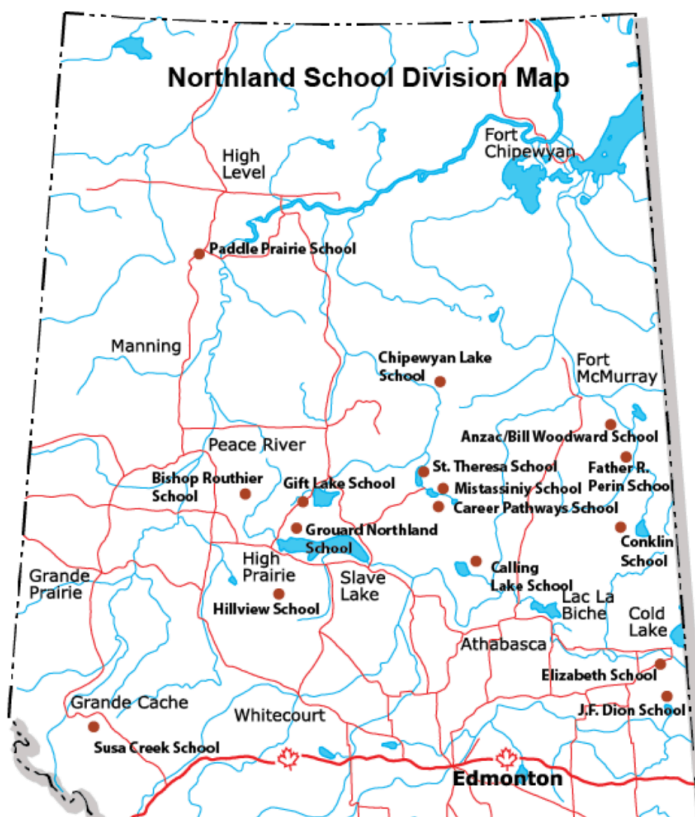 Northland School Division Map
Fort
Chipewyan
High
Level
Paddle Prairie School
Manning
Chipewyan Lake
School
Fort
McMurray
Anzac/Bill Woodward School
Peace River
St. Theresa School
Father R.
Perin School
Bishop Routhier
School
Gift Lake School
Mistassiniy School
Career Pathways School
Grouard Northland
School
Conklin
School
High
Prairie
Calling
Lake School
Grande
Prairie
Slave
Lake
Hillview School
Lac La
Biche
Cold
Lake
Athabasca
Elizabeth School
Grande Cache
J.F. Dion School
Whitecourt
Susa Creek School
Edmonton